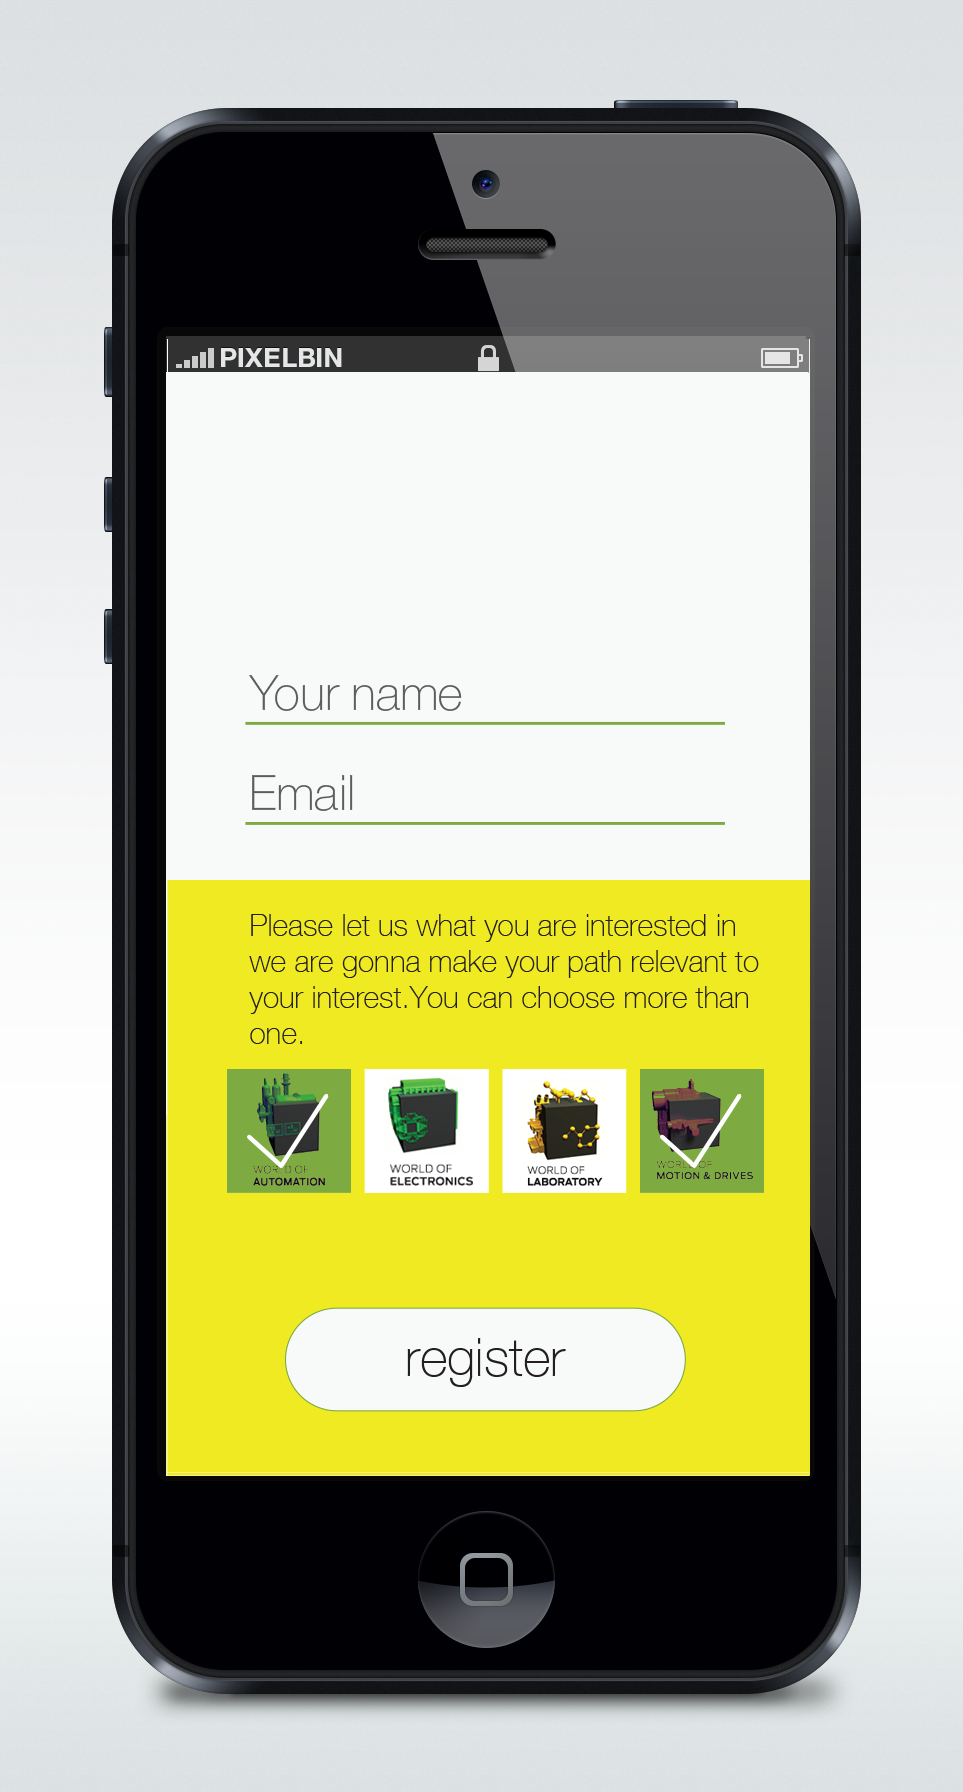 PIXELBIN
Your name
Email
Please let us what you are interested in
we are gonna make your path relevant to
your interest.You can choose more than
one.
WORLD OF
AUTOMATION
WORLD OF
ELECTRONICS
WORLD OF
LABORATORY
WORLD OF
MOTION & DRIVES
register